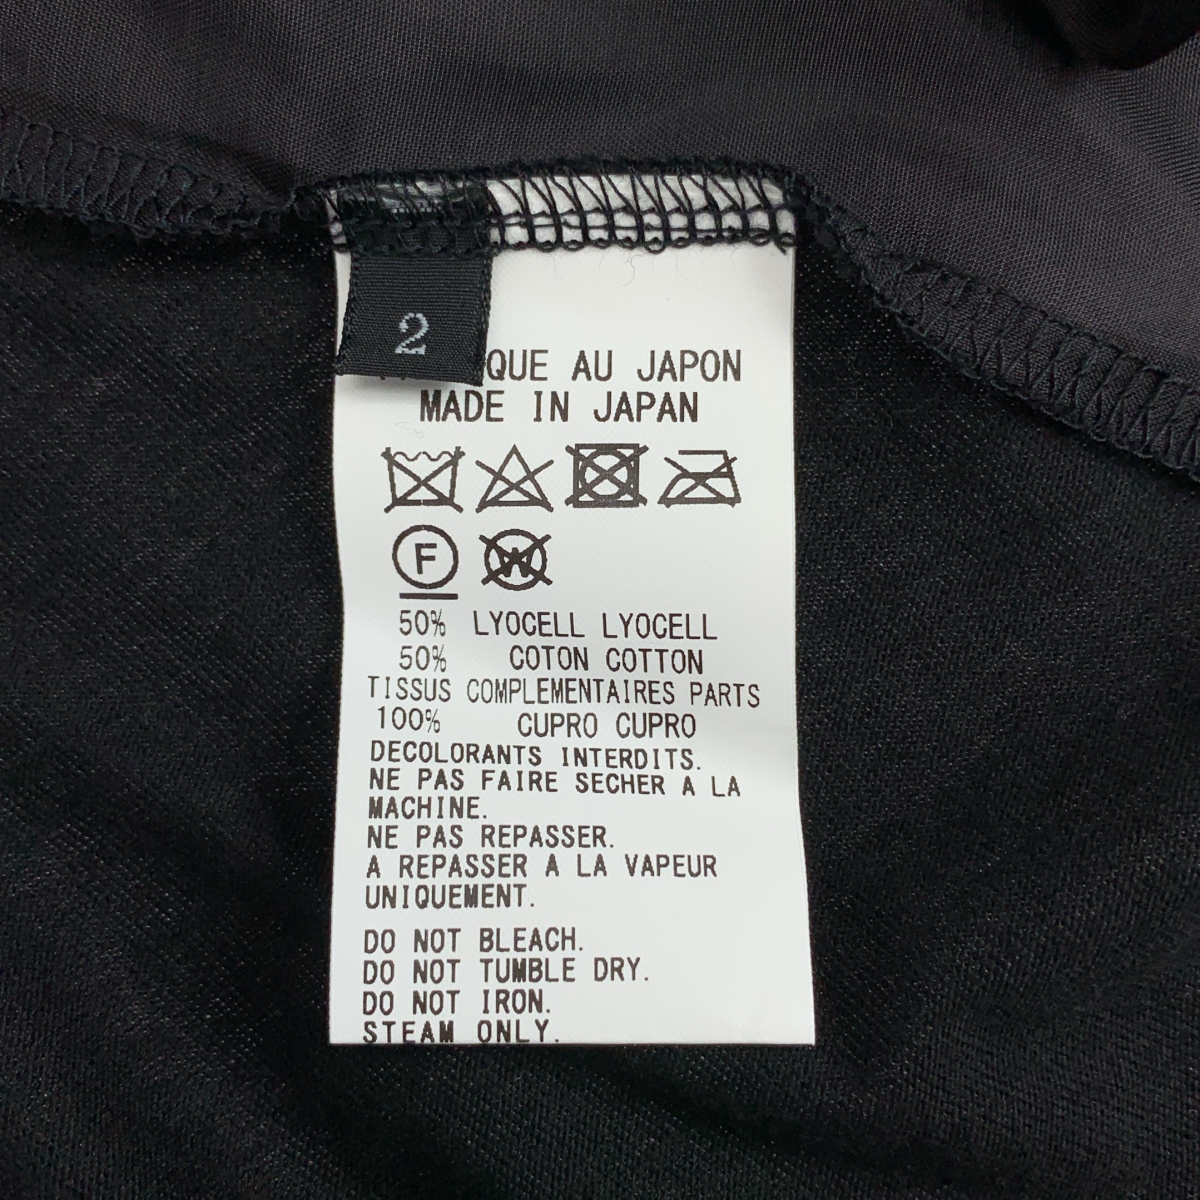 2
QUE AU JAPON
MADE IN JAPAN
F W
50% LYOCELL LYOCELL
50% COTON COTTON
TISSUS COMPLEMENTAIRES PARTS
100% CUPRO CUPRO
DECOLORANTS INTERDITS.
NE PAS FAIRE SECHER A LA
MACHINE.
NE PAS REPASSER.
A REPASSER A LA VAPEUR
UNIQUEMENT.
DO NOT BLEACH.
DO NOT TUMBLE DRY.
DO NOT IRON.
STEAM ONLY.